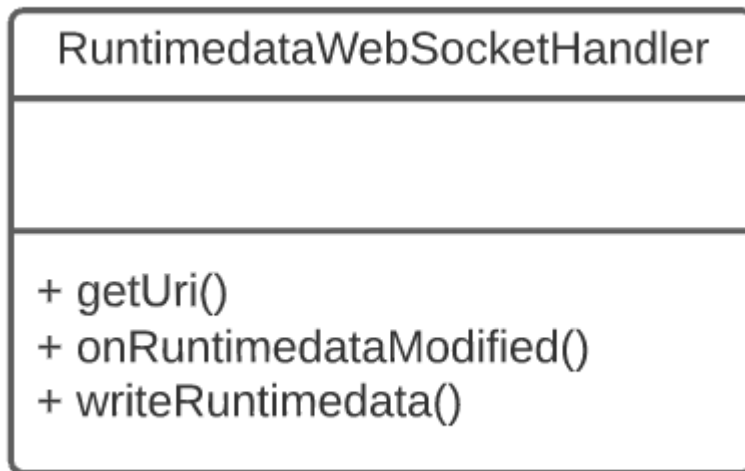 RuntimedataWebSocketHandler
+ getUri()
+ onRuntimedataModified()
+ writeRuntimedata()